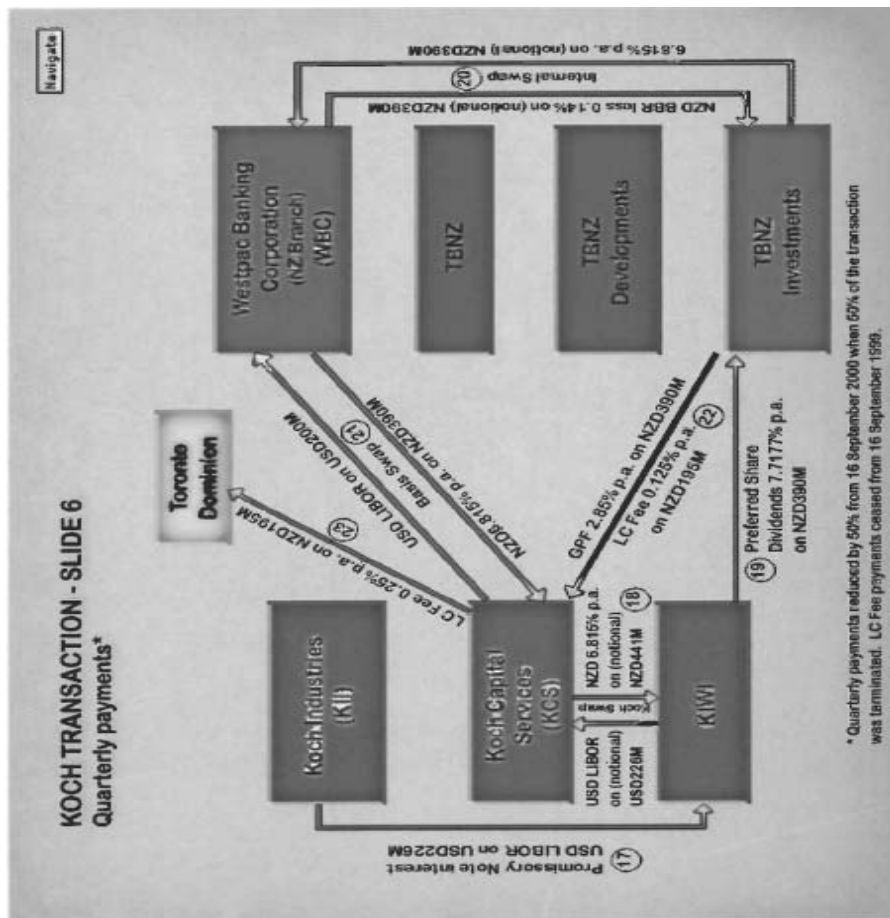 Navigate
KOCH TRANSACTION - SLIDE 6
Quarterly payments*
Toronto
Dominion
Koch Industries
(KII)
Koch Capital
Services
(KCS)
KIWI
Westpac Banking
Corporation
(NZ Branch)
(WBC)
TBNZ
TBNZ
Developments
TBNZ
Investments
Promissory Note interest
USD LIBOR on USD226M
17
USD LIBOR
on (notional)
USD226M
Koch Swap
NZD 6.815% p.a.
on (notional)
NZD441M
18
19 Preferred Share
Dividends 7.7177% p.a.
on NZD390M
6.815% p.a. on (notional) NZD390M
20
Internal Swap
NZD BBR less 0.14% on (notional) NZD390M
USD LIBOR on USD200M
Basis Swap 21
NZD6.815% p.a. on NZD390M
GPF 2.85% p.a. on NZD390M
LC Fee 0.125% p.a. 22
on NZD195M
23
LC Fee 0.25% p.a. on NZD195M
* Quarterly payments reduced by 50% from 16 September 2000 when 50% of the transaction
was terminated. LC Fee payments ceased from 16 September 1999.